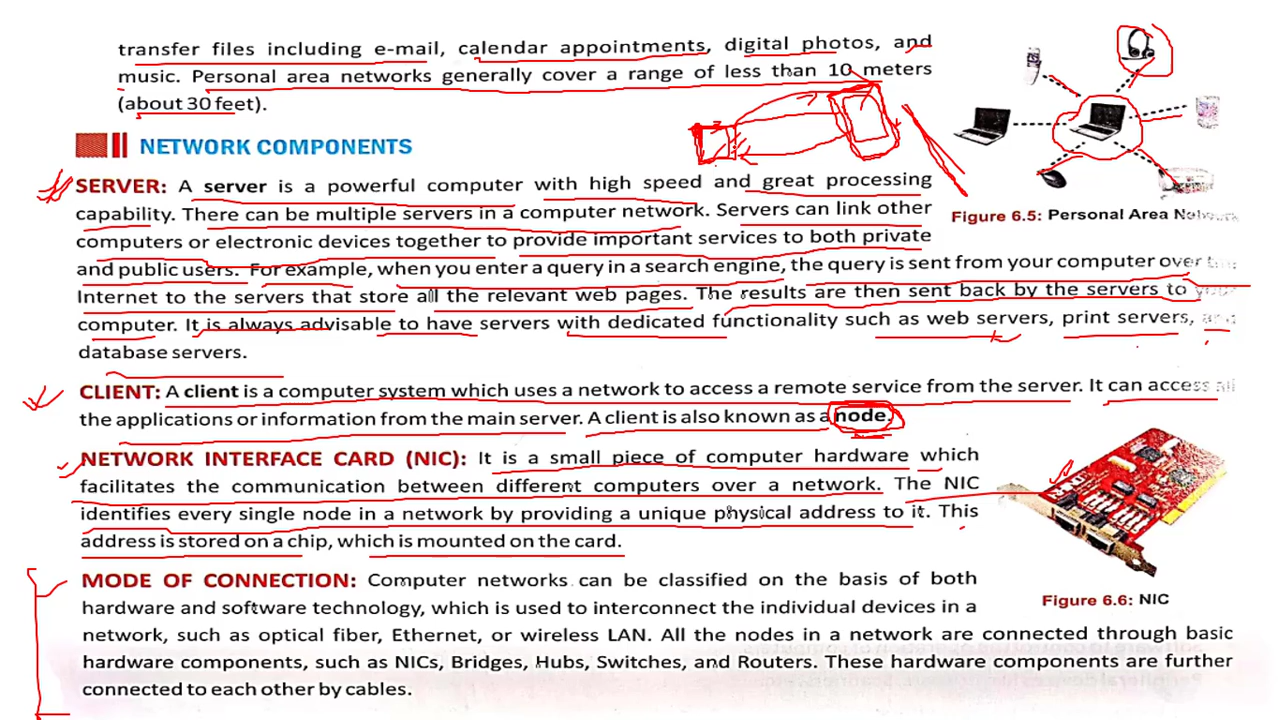 transfer files including e-mail, calendar appointments, digital photos, and
music. Personal area networks generally cover a range of less than 10 meters
(about 30 feet).
NETWORK COMPONENTS
SERVER: A server is a powerful computer with high speed and great processing
capability. There can be multiple servers in a computer network. Servers can link other
computers or electronic devices together to provide important services to both private
and public users. For example, when you enter a query in a search engine, the query is sent from your computer over
Internet to the servers that store all the relevant web pages. The results are then sent back by the servers to
computer. It is always advisable to have servers with dedicated functionality such as web servers, print servers, and
database servers.
Figure 6.5: Personal Area Network
CLIENT: A client is a computer system which uses a network to access a remote service from the server. It can access all
the applications or information from the main server. A client is also known as a node.
NETWORK INTERFACE CARD (NIC): It is a small piece of computer hardware which
facilitates the communication between different computers over a network. The NIC
identifies every single node in a network by providing a unique physical address to it. This
address is stored on a chip, which is mounted on the card.
Figure 6.6: NIC
MODE OF CONNECTION: Computer networks can be classified on the basis of both
hardware and software technology, which is used to interconnect the individual devices in a
network, such as optical fiber, Ethernet, or wireless LAN. All the nodes in a network are connected through basic
hardware components, such as NICs, Bridges, Hubs, Switches, and Routers. These hardware components are further
connected to each other by cables.